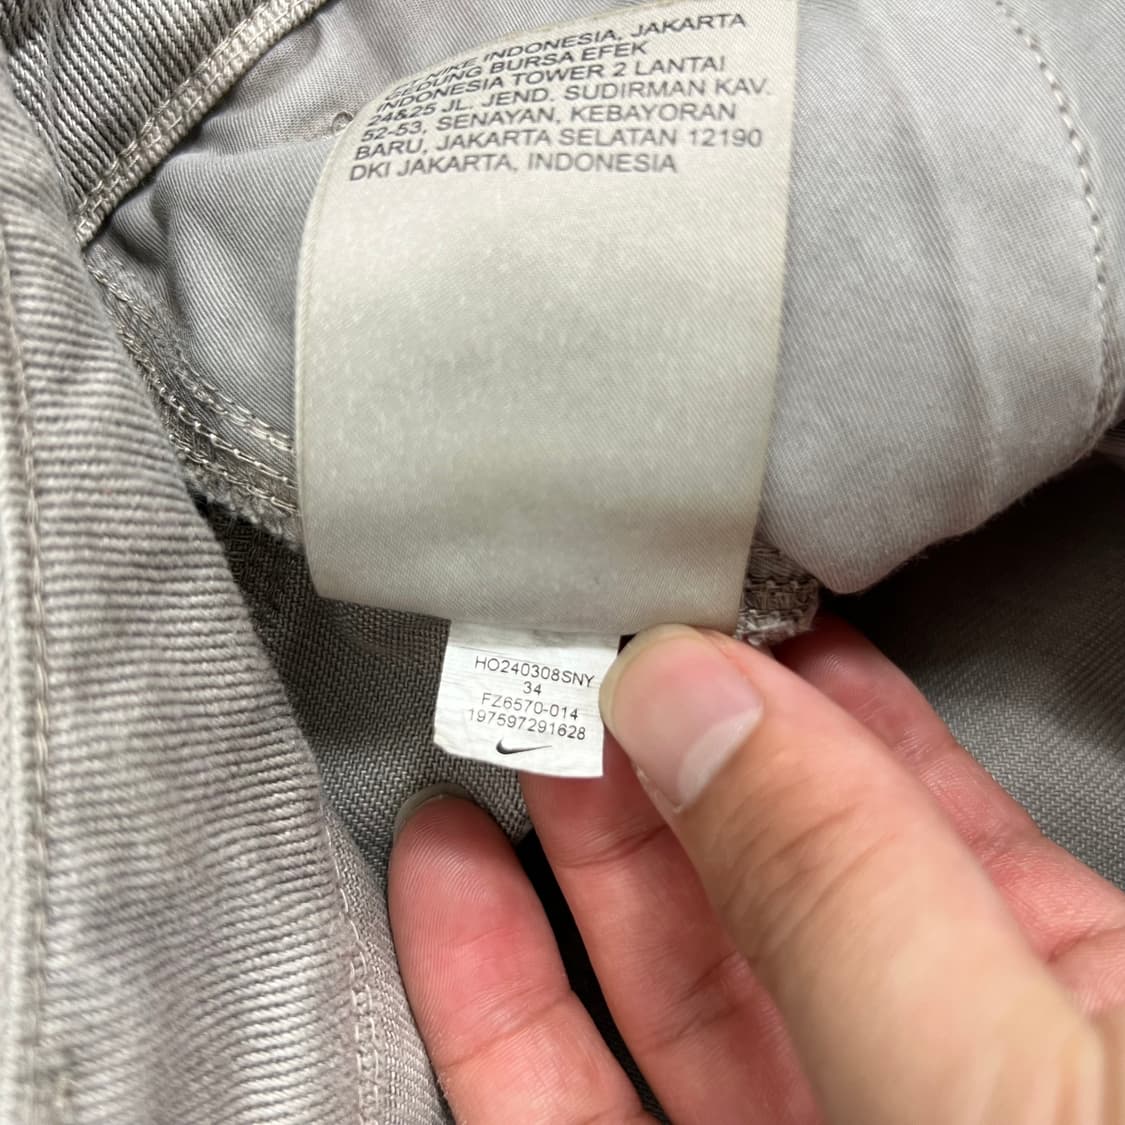 NIKE INDONESIA, JAKARTA
GEDUNG BURSA EFEK
INDONESIA TOWER 2 LANTAI
24&25 JL. JEND. SUDIRMAN KAV.
52-53, SENAYAN, KEBAYORAN
BARU, JAKARTA SELATAN 12190
DKI JAKARTA, INDONESIA
HO240308SNY
34
FZ6570-014
197597291628